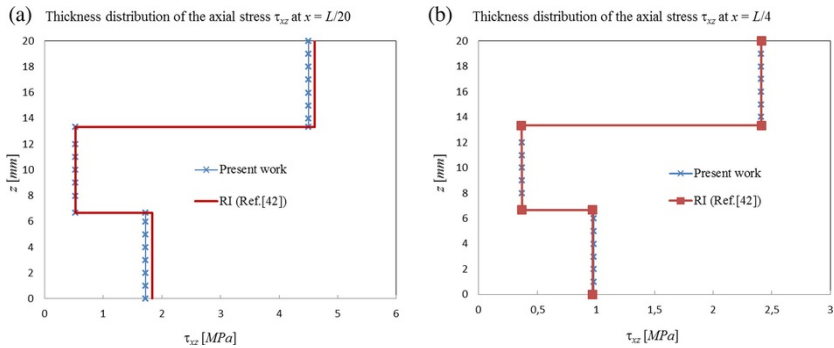 (a) Thickness distribution of the axial stress τxz at x = L/20
20
18
16
14
12
10
8
6
4
2
0
z [mm]
Present work
RI (Ref.[42])
0 1 2 3 4 5 6
τxz [MPa]
(b) Thickness distribution of the axial stress τxz at x = L/4
20
18
16
14
12
10
8
6
4
2
0
z [mm]
Present work
RI (Ref.[42])
0 0,5 1 1,5 2 2,5 3
τxz [MPa]